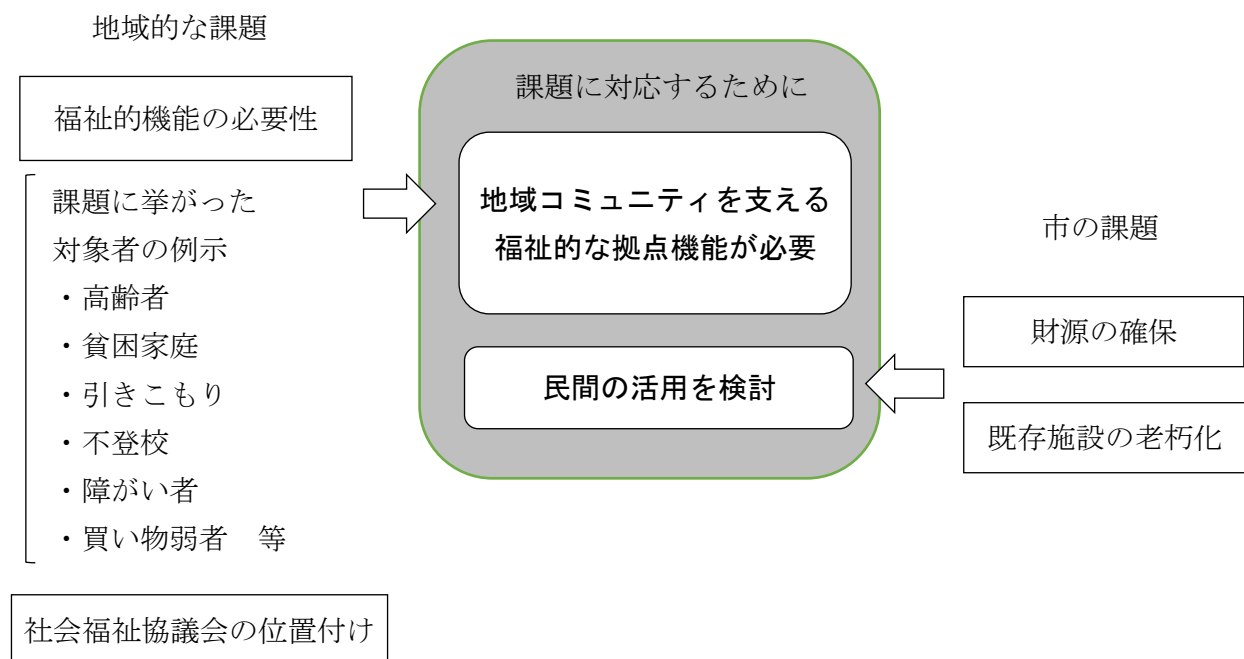 地域的な課題
福祉的機能の必要性
課題に挙がった
対象者の例示
・高齢者
・貧困家庭
・引きこもり
・不登校
・障がい者
・買い物弱者　等
社会福祉協議会の位置付け
課題に対応するために
地域コミュニティを支える
福祉的な拠点機能が必要
民間の活用を検討
市の課題
財源の確保
既存施設の老朽化